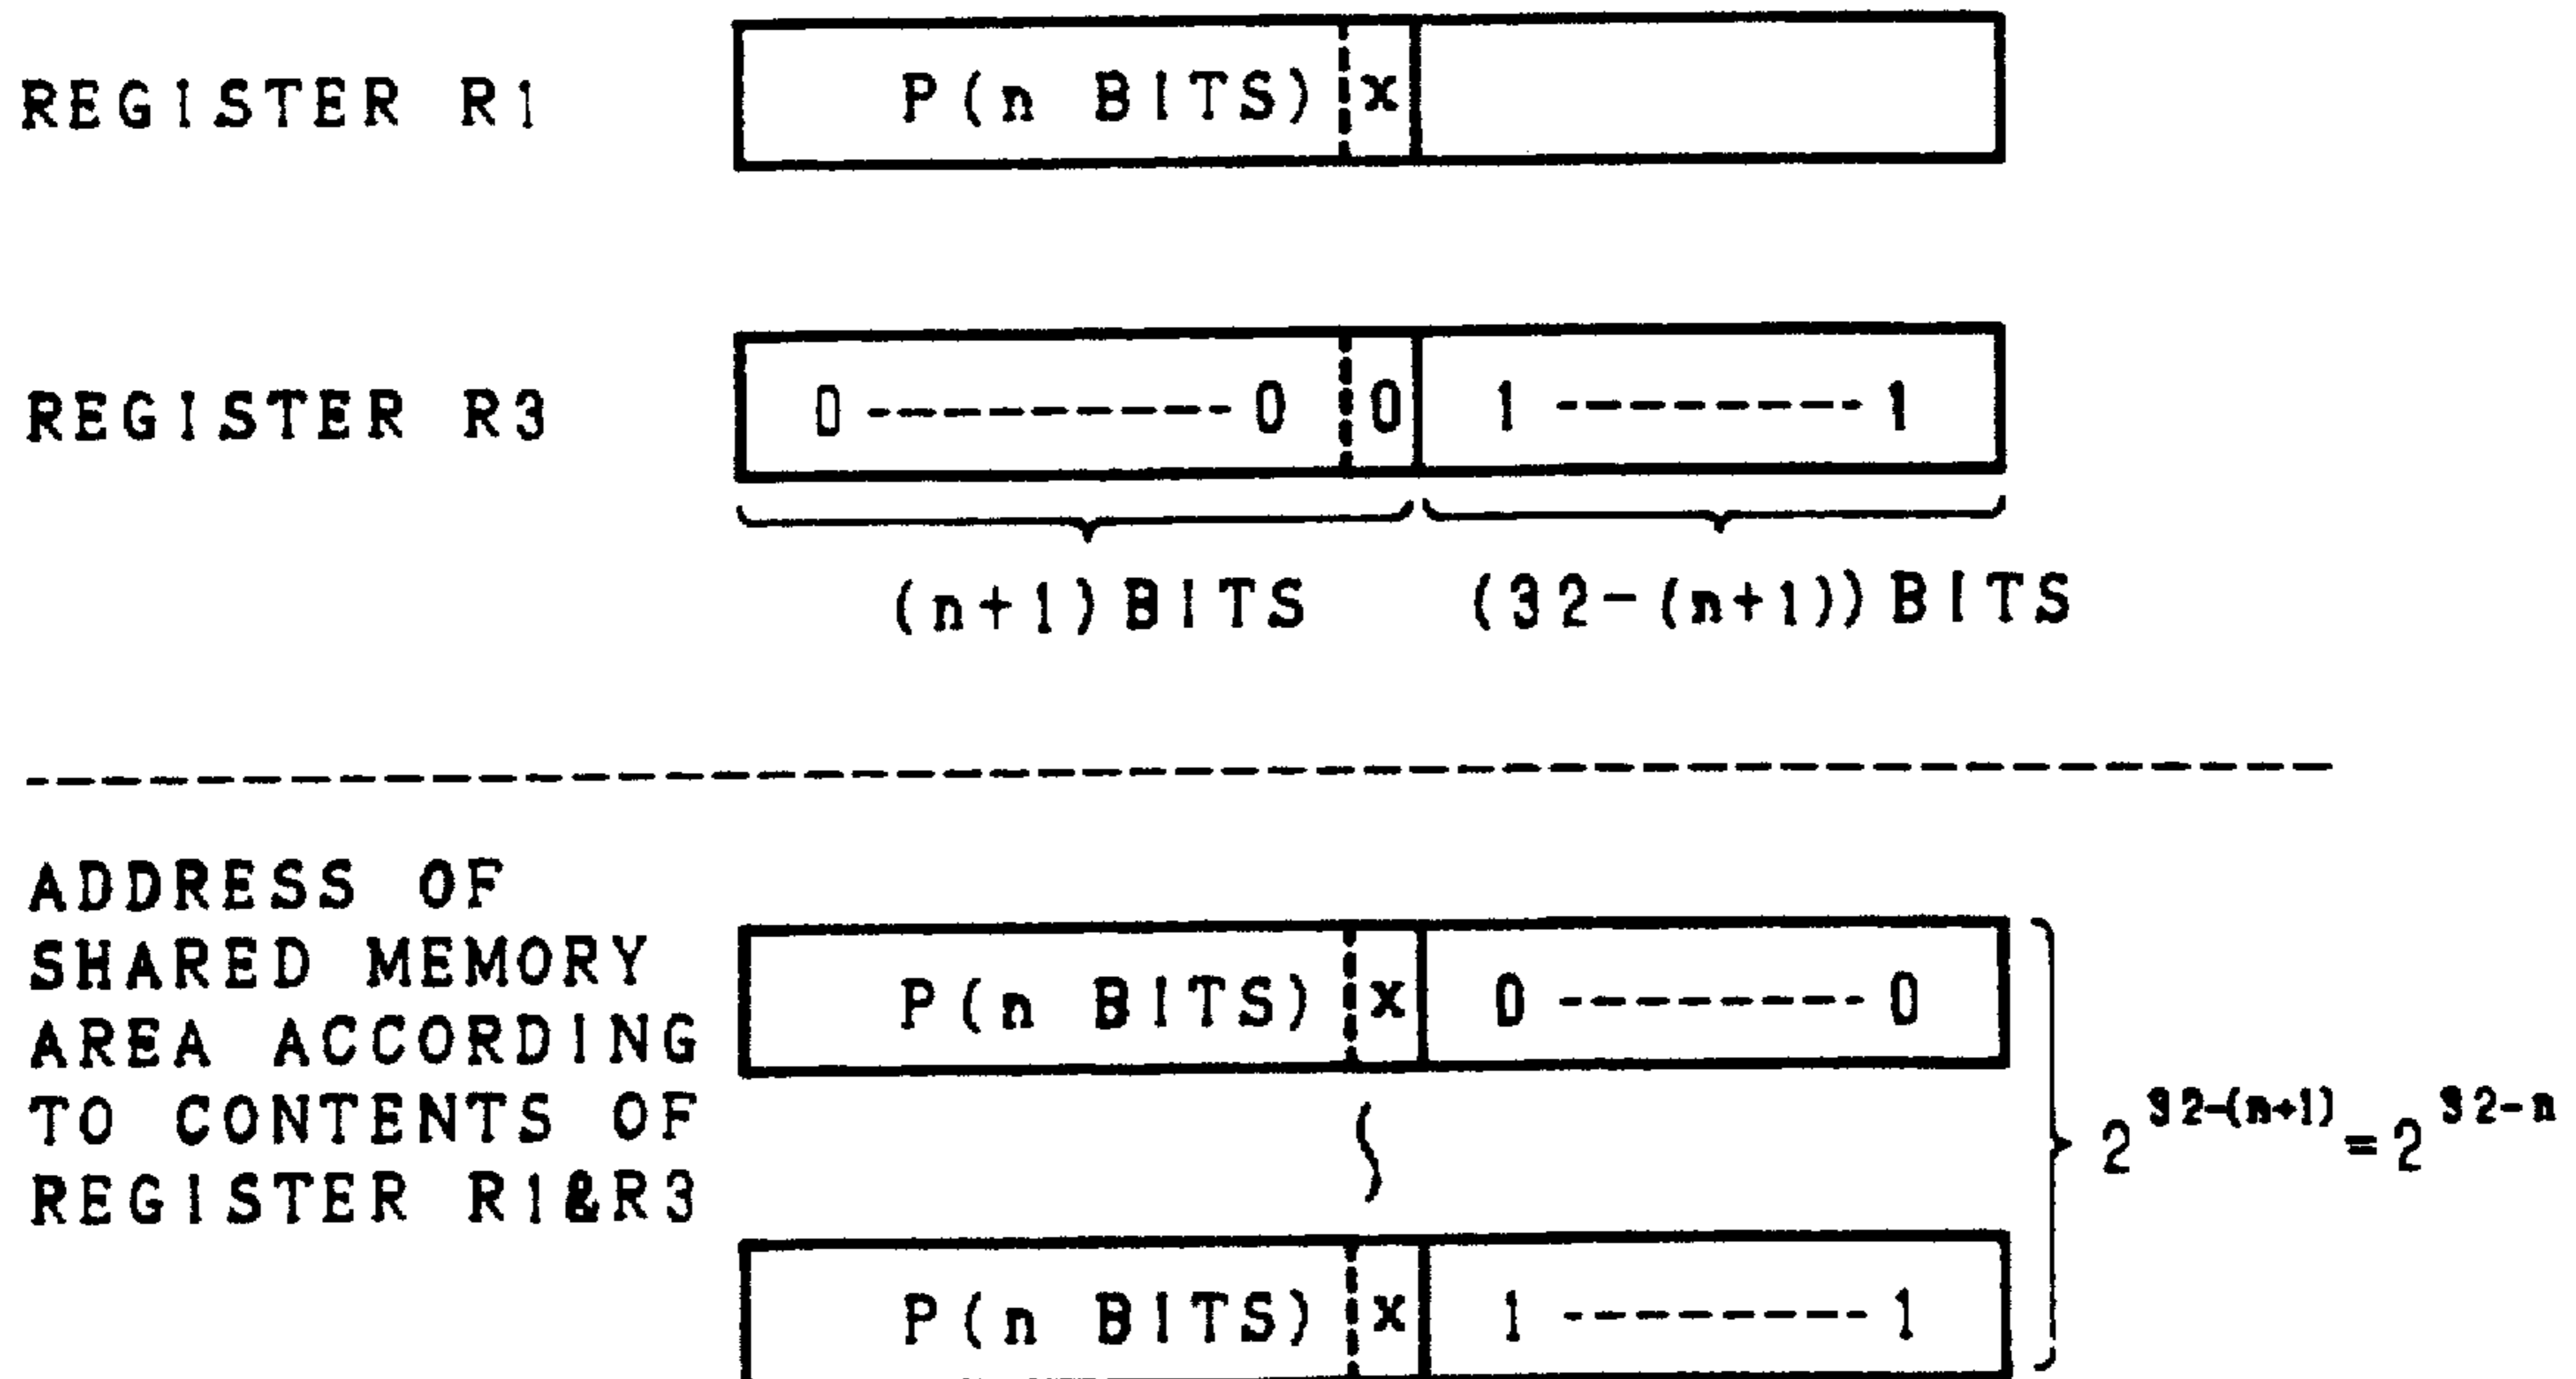 REGISTER R1 P(n BITS) x
REGISTER R3 0 ---------- 0 0 1 -------- 1
(n+1) BITS (32-(n+1)) BITS
ADDRESS OF
SHARED MEMORY
AREA ACCORDING
TO CONTENTS OF
REGISTER R1&R3
P(n BITS) x 0 -------- 0
2^32-(n+1) = 2^32-n
P(n BITS) x 1 -------- 1